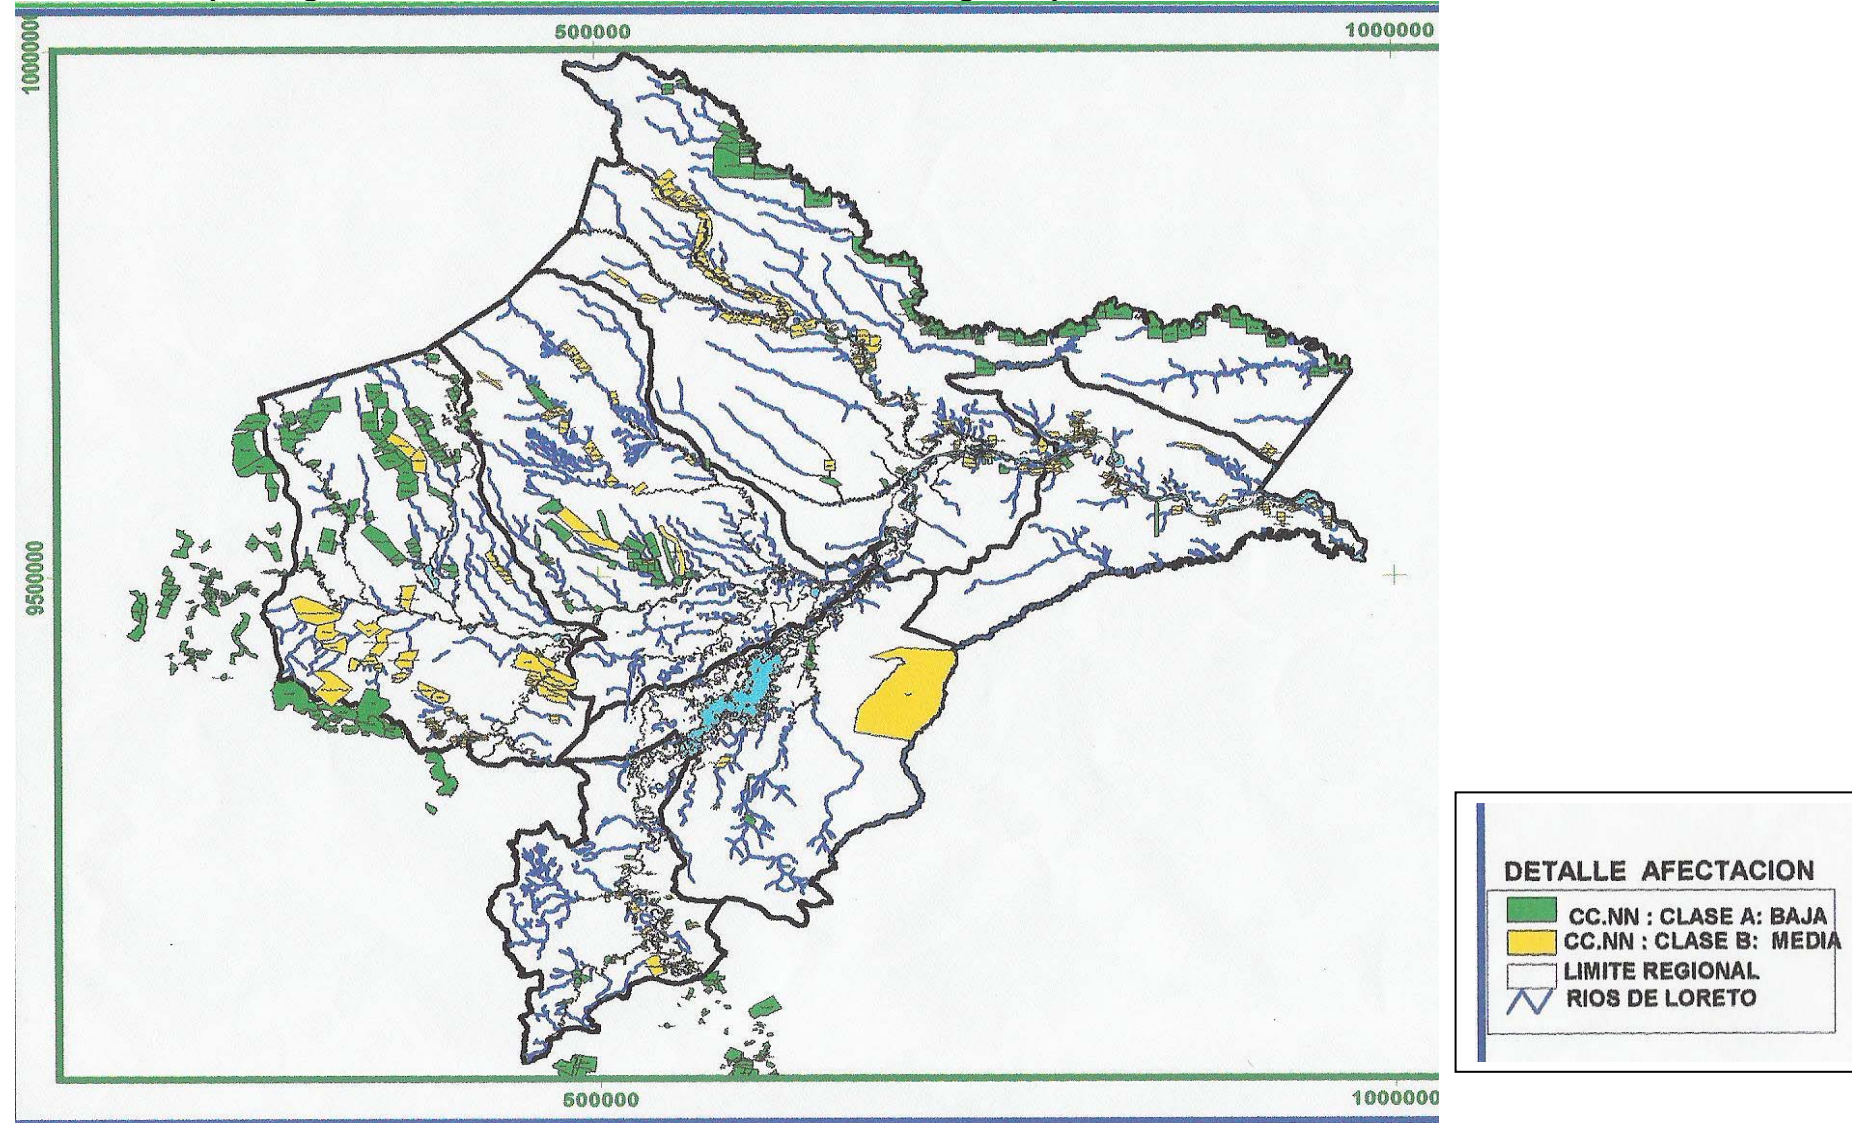 500000
1000000
10000000
9500000
500000
1000000
DETALLE AFECTACION
CC.NN : CLASE A: BAJA
CC.NN : CLASE B: MEDIA
LIMITE REGIONAL
RIOS DE LORETO